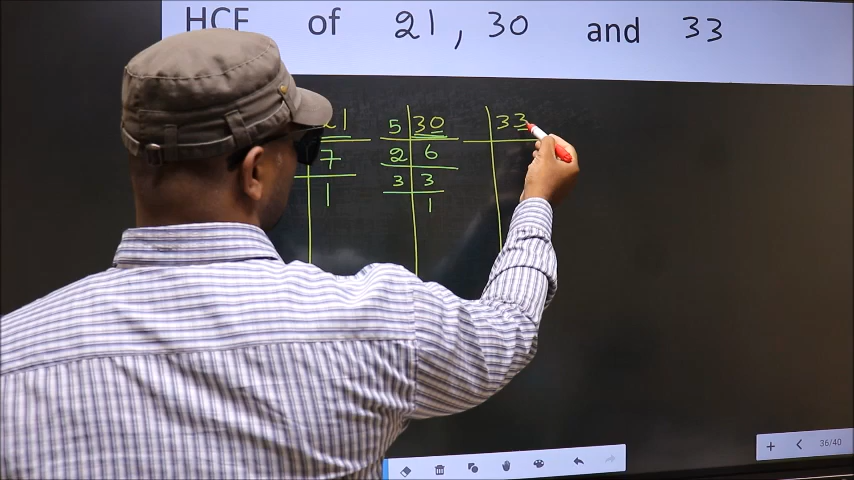 HCF of 21, 30 and 33
21 5 30 33
7 2 6
1 3 3
1
36/40